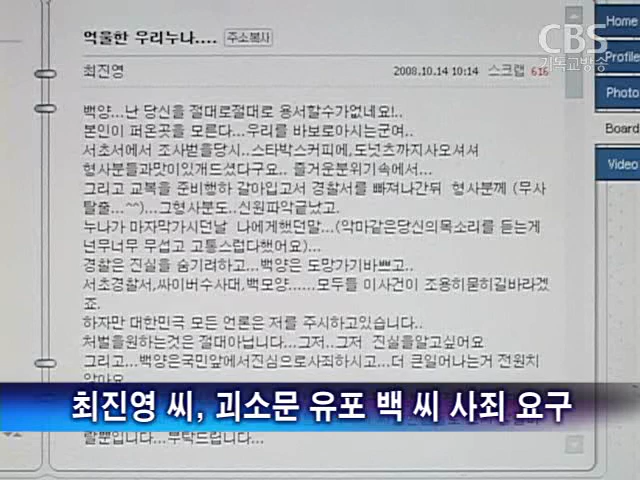 CBS
기독교방송
Home
Profile
Photo
Board
Video
억울한 우리누나.... 주소복사
최진영 2008.10.14 10:14 스크랩 616
백양...난 당신을 절대로절대로 용서할수가없네요!..
본인이 퍼온곳을 모른다...우리를 바보로아시는군여..
서초서에서 조사받을당시..스타박스커피에,도넛츠까지사오셔셔
형사분들과맛이있개드셨다구요.. 즐거운분위기속에서...
그리고 교복을 준비행하 갈아입고서 경찰서를 빠져나간뒤 형사분께 (무사
탈출...^^)...그형사분도..신원파악끝났고.
누나가 마자막가시던날 나에게했던말...(악마같은당신의목소리를 듣는게
넌무너무 무섭고 고통스럽다했어요)...
경찰은 진실을 숨기려하고...백양은 도망가기바쁘고..
서초경찰서,싸이버수사대,백모양......모두들 이사건이 조용히묻히길바라겠
죠.
하자만 대한민국 모든 언론은 저를 주시하고있습니다..
처벌을원하는것은 절대아닙니다...그저..그저 진실을알고싶어요
그리고...백양은국민앞에서진심으로사죄하시고...더 큰일어나는거 전원치
않아요
최진영 씨, 괴소문 유포 백 씨 사죄 요구
랄뿐입니다...부탁드립니다...